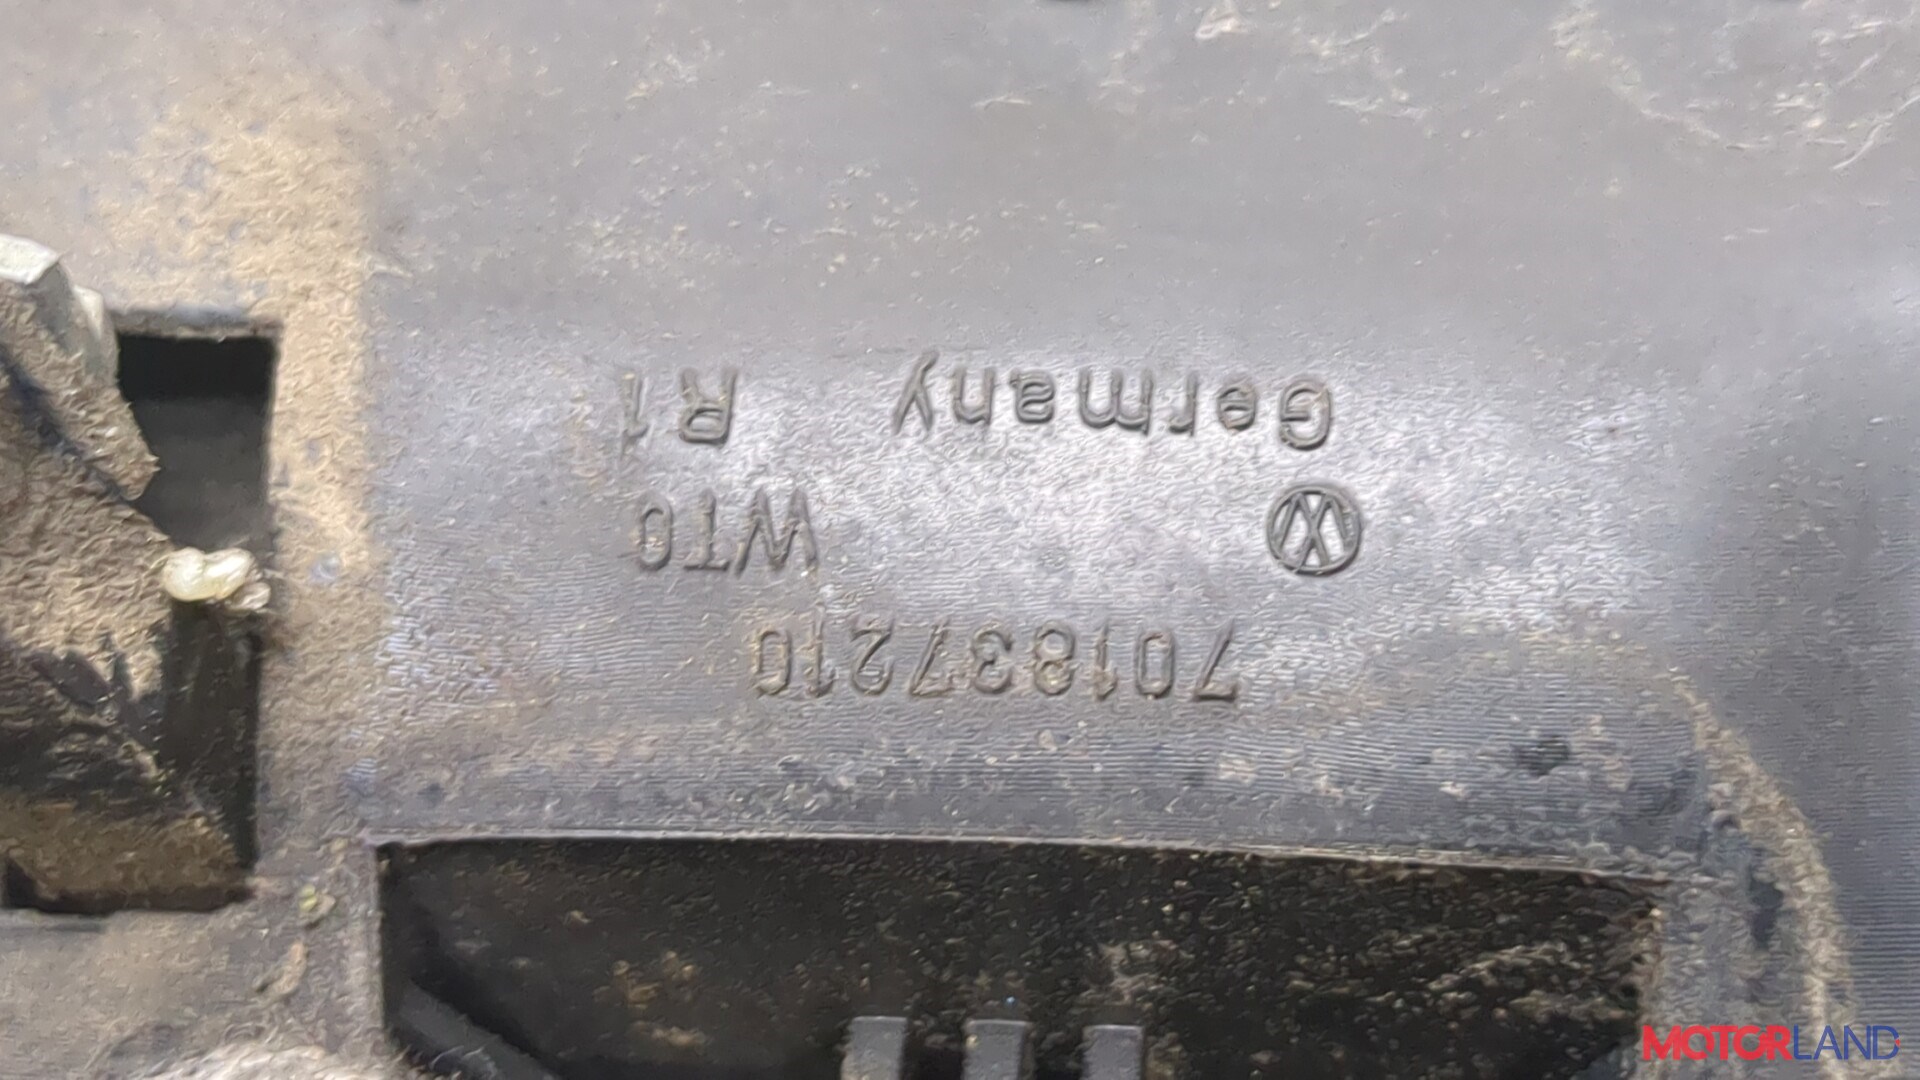 701837210
WT0
Germany R1
MOTORLAND